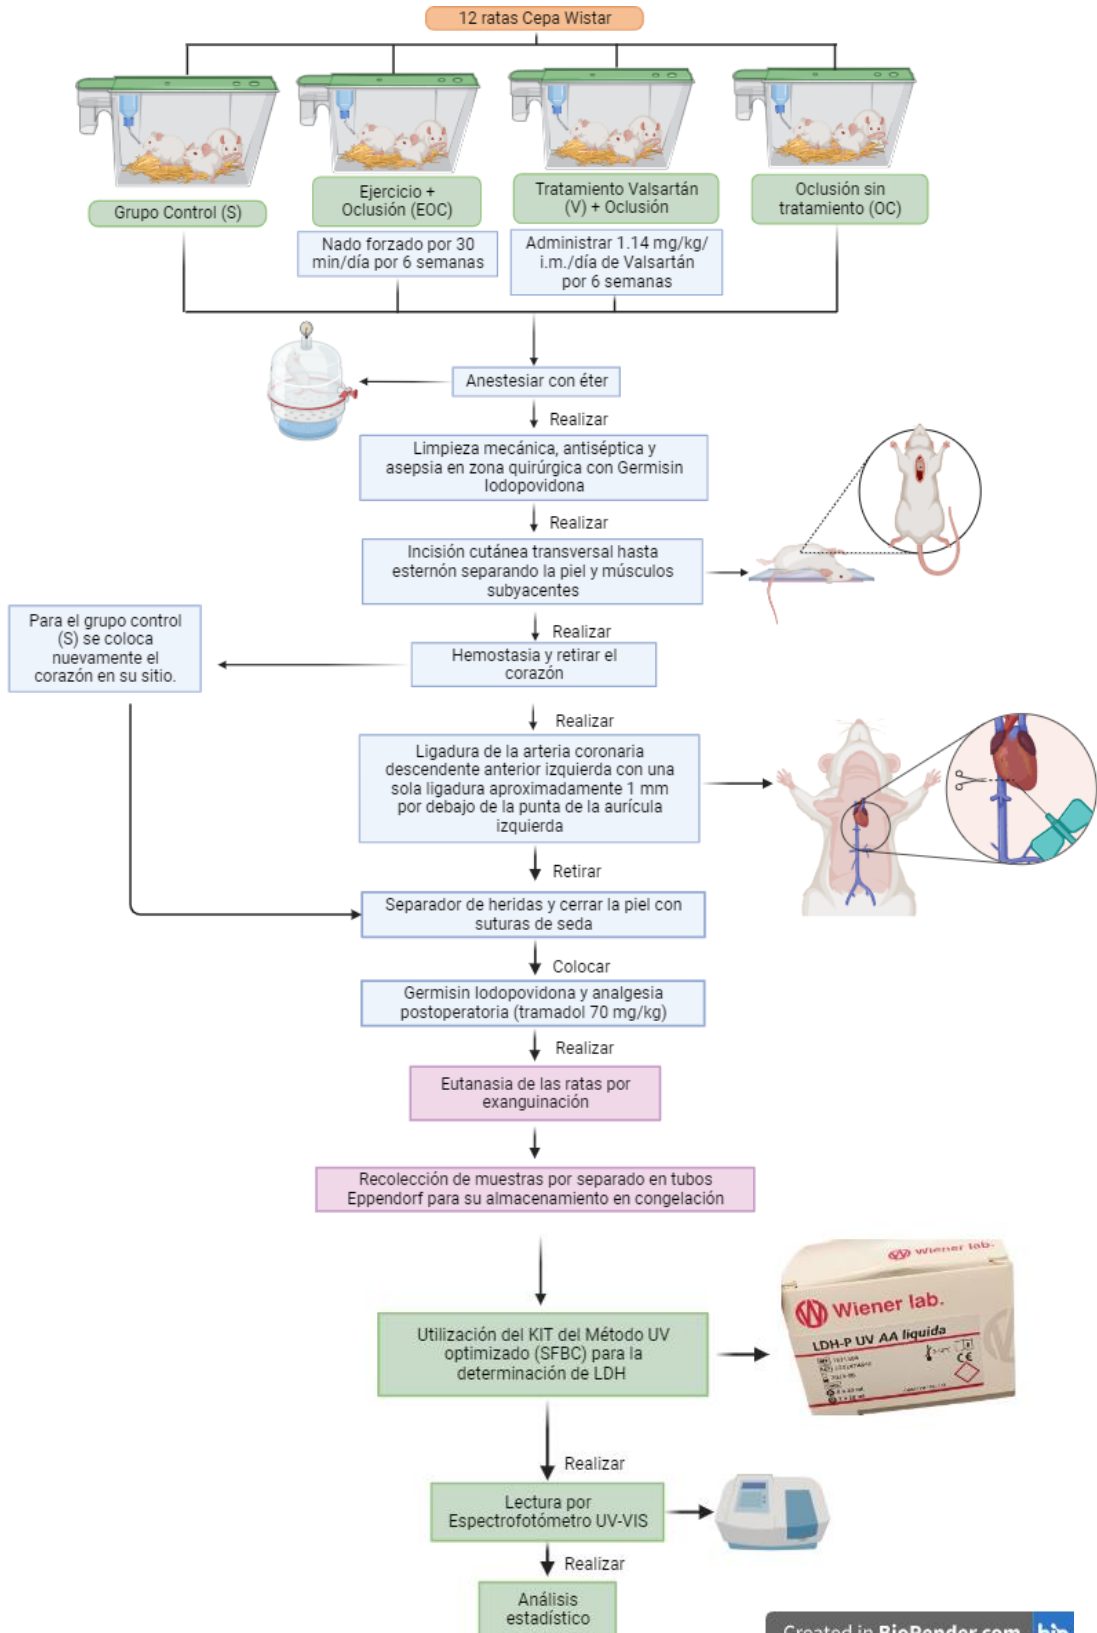 12 ratas Cepa Wistar
Grupo Control (S)
Ejercicio +
Oclusión (EOC)
Tratamiento Valsartán
(V) + Oclusión
Oclusión sin
tratamiento (OC)
Nado forzado por 30
min/día por 6 semanas
Administrar 1.14 mg/kg/
i.m./día de Valsartán
por 6 semanas
Anestesiar con éter
Realizar
Limpieza mecánica, antiséptica y
asepsia en zona quirúrgica con Germisin
Iodopovidona
Realizar
Incisión cutánea transversal hasta
esternón separando la piel y músculos
subyacentes
Realizar
Para el grupo control
(S) se coloca
nuevamente el
corazón en su sitio.
Hemostasia y retirar el
corazón
Realizar
Ligadura de la arteria coronaria
descendente anterior izquierda con una
sola ligadura aproximadamente 1 mm
por debajo de la punta de la aurícula
izquierda
Retirar
Separador de heridas y cerrar la piel con
suturas de seda
Colocar
Germisin Iodopovidona y analgesia
postoperatoria (tramadol 70 mg/kg)
Realizar
Eutanasia de las ratas por
exanguinación
Recolección de muestras por separado en tubos
Eppendorf para su almacenamiento en congelación
Wiener lab.
Wiener lab.
LDH-P UV AA líquida
Utilización del KIT del Método UV
optimizado (SFBC) para la
determinación de LDH
Realizar
Lectura por
Espectrofotómetro UV-VIS
Realizar
Análisis
estadístico
Created in BioRender.com bio